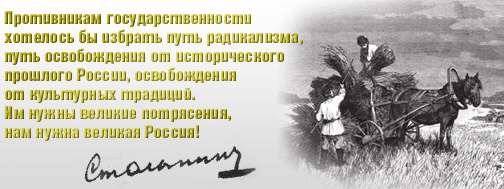 Противникам государственности
хотелось бы избрать путь радикализма,
путь освобождения от исторического
прошлого России, освобождения
от культурных традиций.
Им нужны великие потрясения,
нам нужна великая Россия!
Столыпинъ